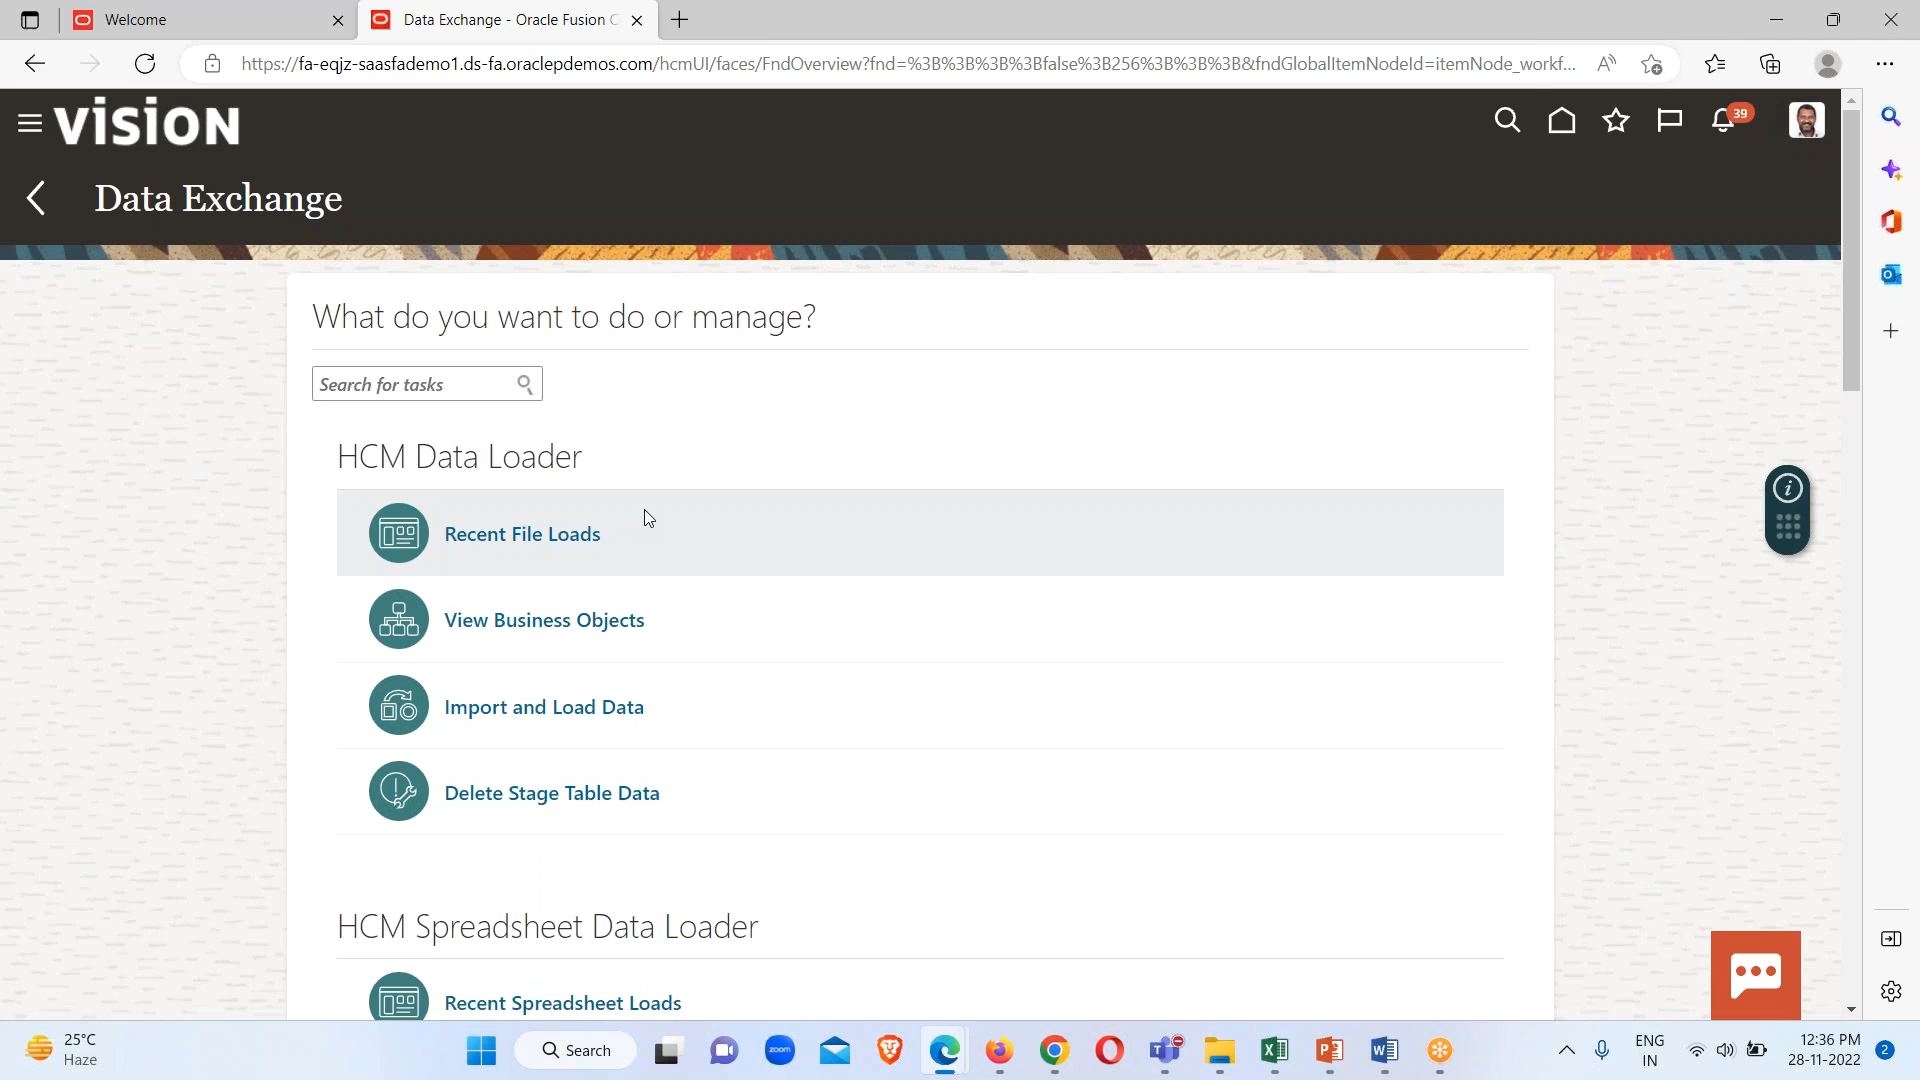 Welcome
Data Exchange - Oracle Fusion C
https://fa-eqjz-saasfademo1.ds-fa.oraclepdemos.com/hcmUI/faces/FndOverview?fnd=%3B%3B%3B%3Bfalse%3B256%3B%3B%3B&fndGlobalItemNodeId=itemNode_workf...
vision
39
Data Exchange
What do you want to do or manage?
Search for tasks
HCM Data Loader
Recent File Loads
View Business Objects
Import and Load Data
Delete Stage Table Data
HCM Spreadsheet Data Loader
Recent Spreadsheet Loads
25°C
Haze
Search
zoom
ENG
IN
12:36 PM
28-11-2022
2